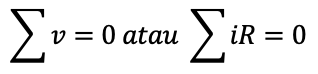 ∑ v = 0 atau ∑ iR = 0